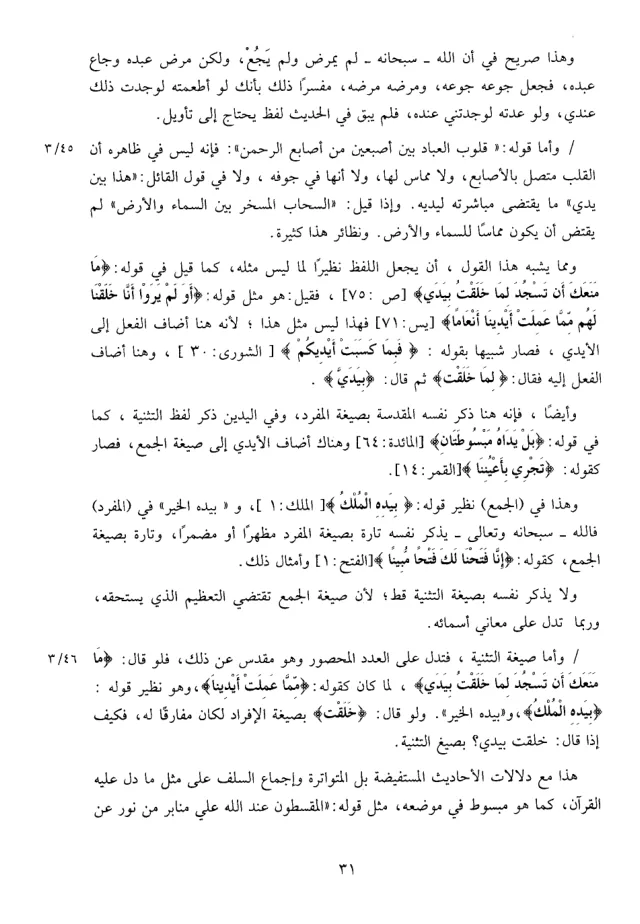 وهذا صريح في أن الله ـ سبحانه ـ لم يمرض ولم يَجُعْ، ولكن مرض عبده وجاع
عبده، فجعل جوعه جوعه، ومرضه مرضه، مفسرًا ذلك بأنك لو أطعمته لوجدت ذلك
عندي، ولو عدته لوجدتني عنده، فلم يبق في الحديث لفظ يحتاج إلى تأويل.
٣/٤٥ / وأما قوله:« قلوب العباد بين أصبعين من أصابع الرحمن»: فإنه ليس في ظاهره أن
القلب متصل بالأصابع، ولا مماس لها، ولا أنها في جوفه ، ولا في قول القائل:«هذا بين
يدي» ما يقتضى مباشرته ليديه. وإذا قيل: «السحاب المسخر بين السماء والأرض» لم
يقتض أن يكون مماسًا للسماء والأرض. ونظائر هذا كثيرة.
ومما يشبه هذا القول ، أن يجعل اللفظ نظيرًا لما ليس مثله، كما قيل في قوله:﴿مَا
مَنَعَكَ أَن تَسْجُدَ لِمَا خَلَقْتُ بِيَدَيَّ﴾ [ص :٧٥] ، فقيل:هو مثل قوله:﴿أَوَ لَمْ يَرَوْا أَنَّا خَلَقْنَا
لَهُم مِّمَّا عَمِلَتْ أَيْدِينَا أَنْعَامًا﴾ [يس:٧١] فهذا ليس مثل هذا ؛ لأنه هنا أضاف الفعل إلى
الأيدي ، فصار شبيها بقوله : ﴿ فَبِمَا كَسَبَتْ أَيْدِيكُمْ ﴾ [ الشورى:٣٠ ] ، وهنا أضاف
الفعل إليه فقال:﴿ لِمَا خَلَقْت﴾ ثم قال: ﴿بِيَدَيَّ﴾ .
وأيضًا ، فإنه هنا ذكر نفسه المقدسة بصيغة المفرد، وفي اليدين ذكر لفظ التثنية ، كما
في قوله:﴿بَلْ يَدَاهُ مَبْسُوطَتَانِ﴾ [المائدة:٦٤] وهناك أضاف الأيدي إلى صيغة الجمع، فصار
كقوله: ﴿تَجْرِي بِأَعْيُنِنَا ﴾[القمر:١٤].
وهذا في (الجمع) نظير قوله:﴿ بِيَدِهِ الْمُلْكُ ﴾[ الملك:١ ]، و « بيده الخير» في (المفرد)
فالله ـ سبحانه وتعالى ـ يذكر نفسه تارة بصيغة المفرد مظهرًا أو مضمرًا، وتارة بصيغة
الجمع، كقوله:﴿إِنَّا فَتَحْنَا لَكَ فَتْحًا مُّبِينًا ﴾[الفتح:١] وأمثال ذلك.
ولا يذكر نفسه بصيغة التثنية قط؛ لأن صيغة الجمع تقتضي التعظيم الذي يستحقه،
وربما تدل على معاني أسمائه.
٣/٤٦ / وأما صيغة التثنية ، فتدل على العدد المحصور وهو مقدس عن ذلك، فلو قال: ﴿مَا
مَنَعَكَ أَن تَسْجُدَ لِمَا خَلَقْتُ بِيَدَي﴾ ، لما كان كقوله:﴿مِّمَّا عَمِلَتْ أَيْدِينَا﴾،وهو نظير قوله :
﴿بِيَدِهِ الْمُلْكُ﴾،و«بيده الخير». ولو قال: ﴿خَلَقْت﴾ بصيغة الإفراد لكان مفارقًا له، فكيف
إذا قال: خلقت بيدي؟ بصيغ التثنية.
هذا مع دلالات الأحاديث المستفيضة بل المتواترة وإجماع السلف على مثل ما دل عليه
القرآن، كما هو مبسوط في موضعه، مثل قوله:«المقسطون عند الله علي منابر من نور عن
٣١